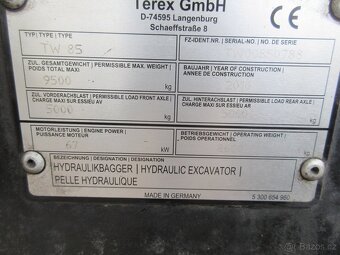 Terex GmbH
D-74595 Langenburg
Schaeffstraße 8
CE
TYP | TYPE | TYPE
TW 85
FZ-IDENT.NR. | SERIAL-NO. | NO. DE SERIE
ZUL. GESAMTGEWICHT | PERMISSIBLE MAX. WEIGHT |
POIDS TOTAL MAXI
9500
kg
BAUJAHR | YEAR OF CONSTRUCTION |
ANNEE DE CONSTRUCTION
ZUL. VORDERACHSLAST | PERMISSIBLE LOAD FRONT AXLE |
CHARGE MAXI SUR ESSIEU AV
5000
kg
ZUL. HINTERACHSLAST | PERMISSIBLE LOAD REAR AXLE |
CHARGE MAXI SUR ESSIEU AR
kg
MOTORLEISTUNG | ENGINE POWER |
PUISSANCE MOTEUR
67
kW
BETRIEBSGEWICHT | OPERATING WEIGHT |
POIDS OPERATIONNEL
kg
BEZEICHNUNG | DESIGNATION | DESIGNATION
HYDRAULIKBAGGER | HYDRAULIC EXCAVATOR |
PELLE HYDRAULIQUE
MADE IN GERMANY
5 300 654 960